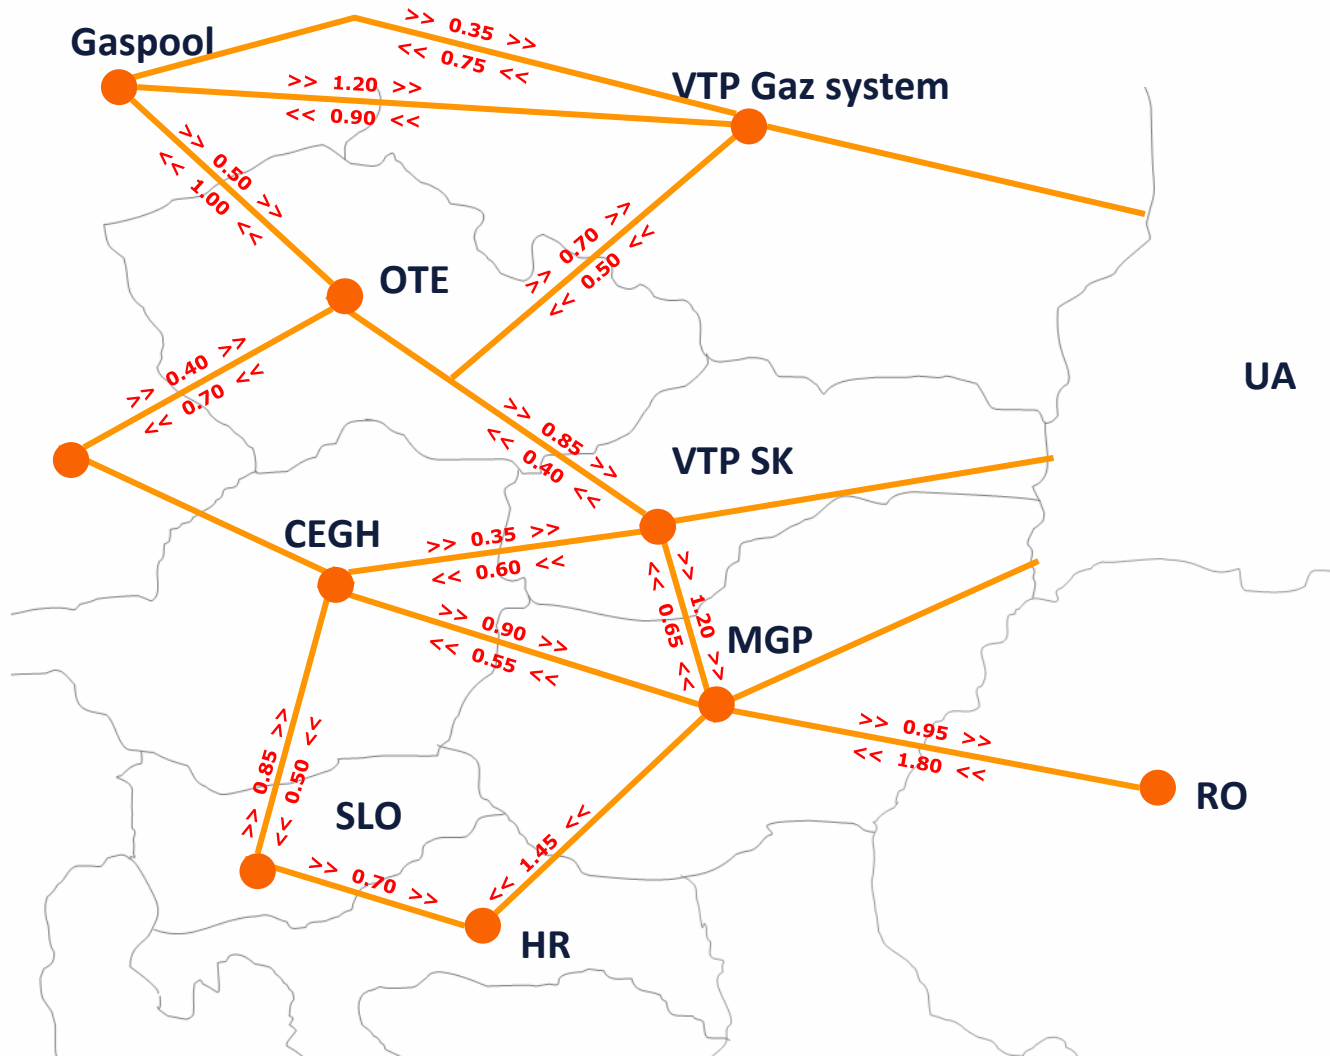 >> 0.35 >>
Gaspool
<< 0.75 <<
>> 1.20 >>
VTP Gaz system
<< 0.90 <<
>> 0.50 >>
<< 1.00 <<
>> 0.70 >>
<< 0.50 <<
OTE
>> 0.40 >>
<< 0.70 <<
UA
>> 0.85 >>
<< 0.40 <<
VTP SK
CEGH
>> 0.35 >>
<< 0.60 <<
>> 1.20 >>
<< 0.65 <<
>> 0.90 >>
<< 0.55 <<
MGP
>> 0.95 >>
<< 1.80 <<
>> 0.85 >>
<< 0.50 <<
RO
SLO
<< 1.45 <<
>> 0.70 >>
HR